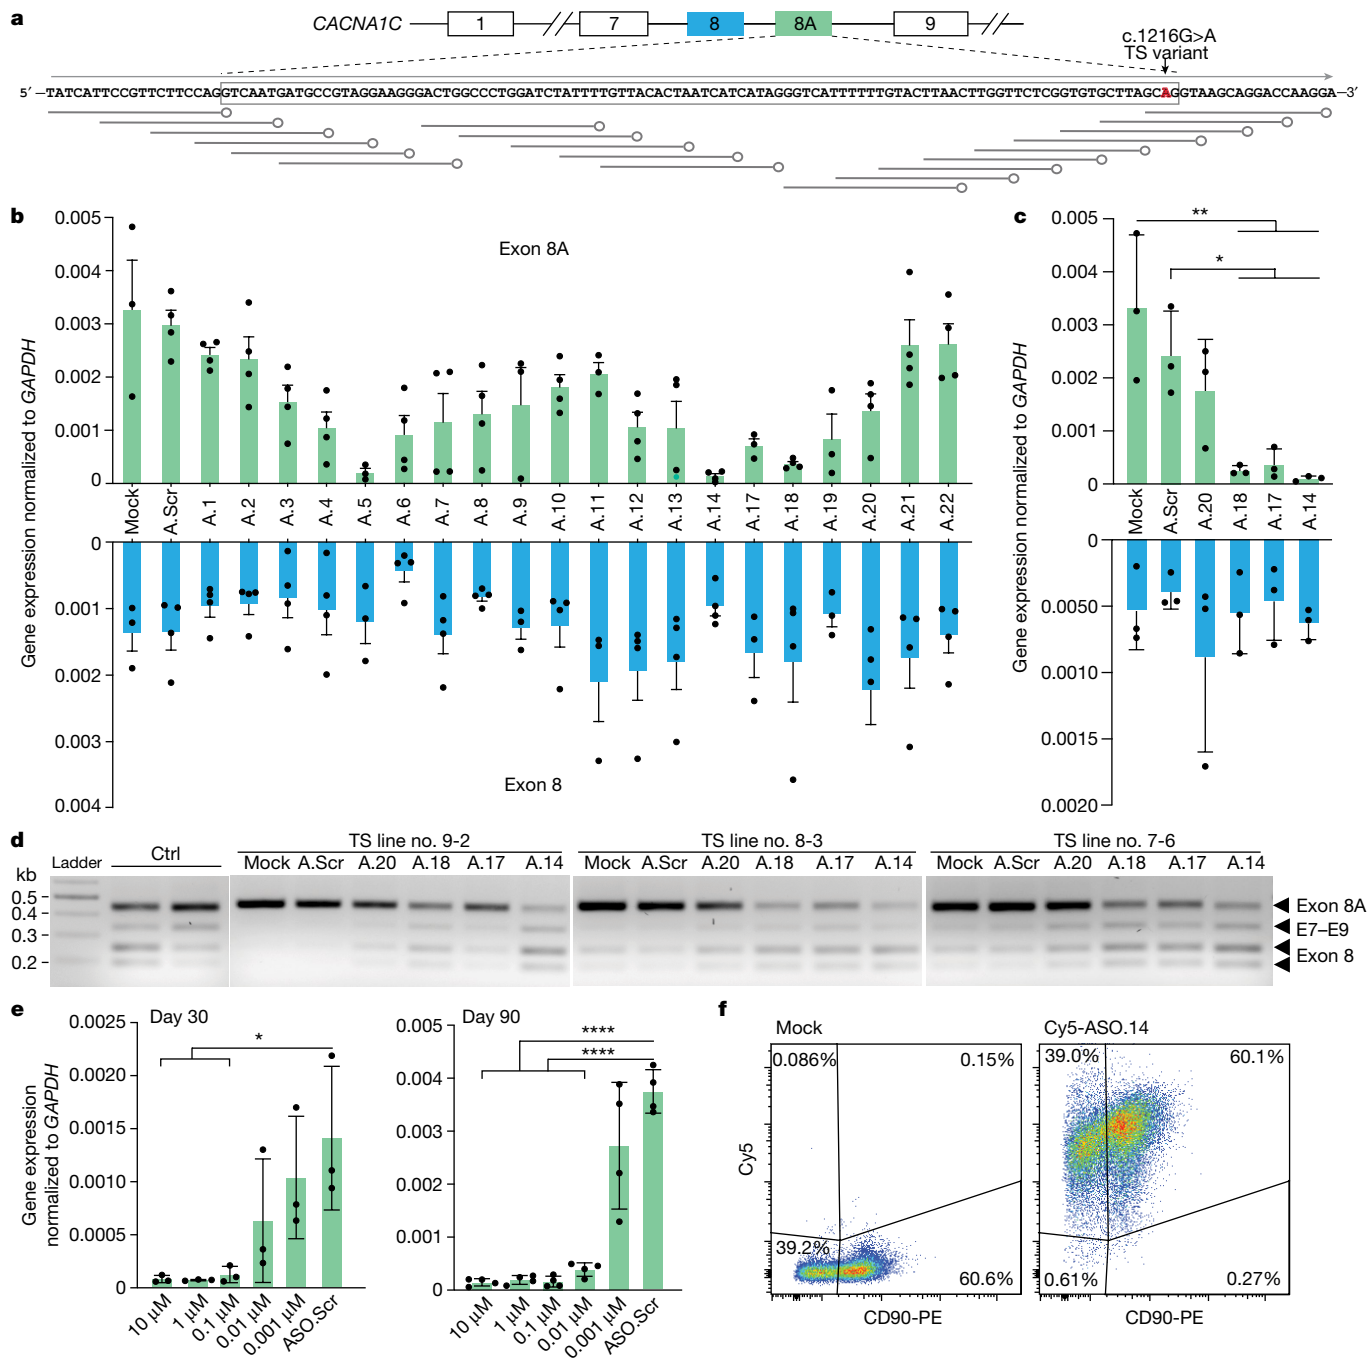 a
CACNA1C
1
7
8
8A
9
c.1216G>A
TS variant
5′ –TATCATTCCGTTCTTCCAGGTCAATGATGCCGTAGGAAGGGACTGGCCCTGGATCTATTTTGTTACACTAATCATCATAGGGTCATTTTTTGTACTTAACTTGGTTCTCGGTGTGCTTAGCAGGTAAGCAGGACCAAGGA–3′
b
Exon 8A
Gene expression normalized to GAPDH
0.005
0.004
0.003
0.002
0.001
0
Mock
A.Scr
A.1
A.2
A.3
A.4
A.5
A.6
A.7
A.8
A.9
A.10
A.11
A.12
A.13
A.14
A.17
A.18
A.19
A.20
A.21
A.22
0
0.001
0.002
0.003
0.004
Exon 8
c
Gene expression normalized to GAPDH
**
*
0.005
0.004
0.003
0.002
0.001
0
Mock
A.Scr
A.20
A.18
A.17
A.14
0
0.0050
0.0010
0.0015
0.0020
d
Ladder
Ctrl
TS line no. 9-2
TS line no. 8-3
TS line no. 7-6
Mock A.Scr A.20 A.18 A.17 A.14
Mock A.Scr A.20 A.18 A.17 A.14
Mock A.Scr A.20 A.18 A.17 A.14
kb
0.5
0.4
0.3
0.2
Exon 8A
E7–E9
Exon 8
e
Day 30
Gene expression
normalized to GAPDH
*
0.0025
0.0020
0.0015
0.0010
0.0005
0
10 µM
1 µM
0.1 µM
0.01 µM
0.001 µM
ASO.Scr
Day 90
****
****
0.005
0.004
0.003
0.002
0.001
0
10 µM
1 µM
0.1 µM
0.01 µM
0.001 µM
ASO.Scr
f
Mock
Cy5-ASO.14
Cy5
0.086%
0.15%
39.2%
60.6%
CD90-PE
39.0%
60.1%
0.61%
0.27%
CD90-PE